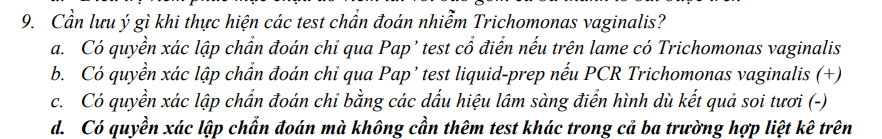 9. Cần lưu ý gì khi thực hiện các test chẩn đoán nhiễm Trichomonas vaginalis?
a. Có quyền xác lập chẩn đoán chỉ qua Pap’ test cổ điển nếu trên lame có Trichomonas vaginalis
b. Có quyền xác lập chẩn đoán chỉ qua Pap’ test liquid-prep nếu PCR Trichomonas vaginalis (+)
c. Có quyền xác lập chẩn đoán chỉ bằng các dấu hiệu lâm sàng điển hình dù kết quả soi tươi (-)
d. Có quyền xác lập chẩn đoán mà không cần thêm test khác trong cả ba trường hợp liệt kê trên